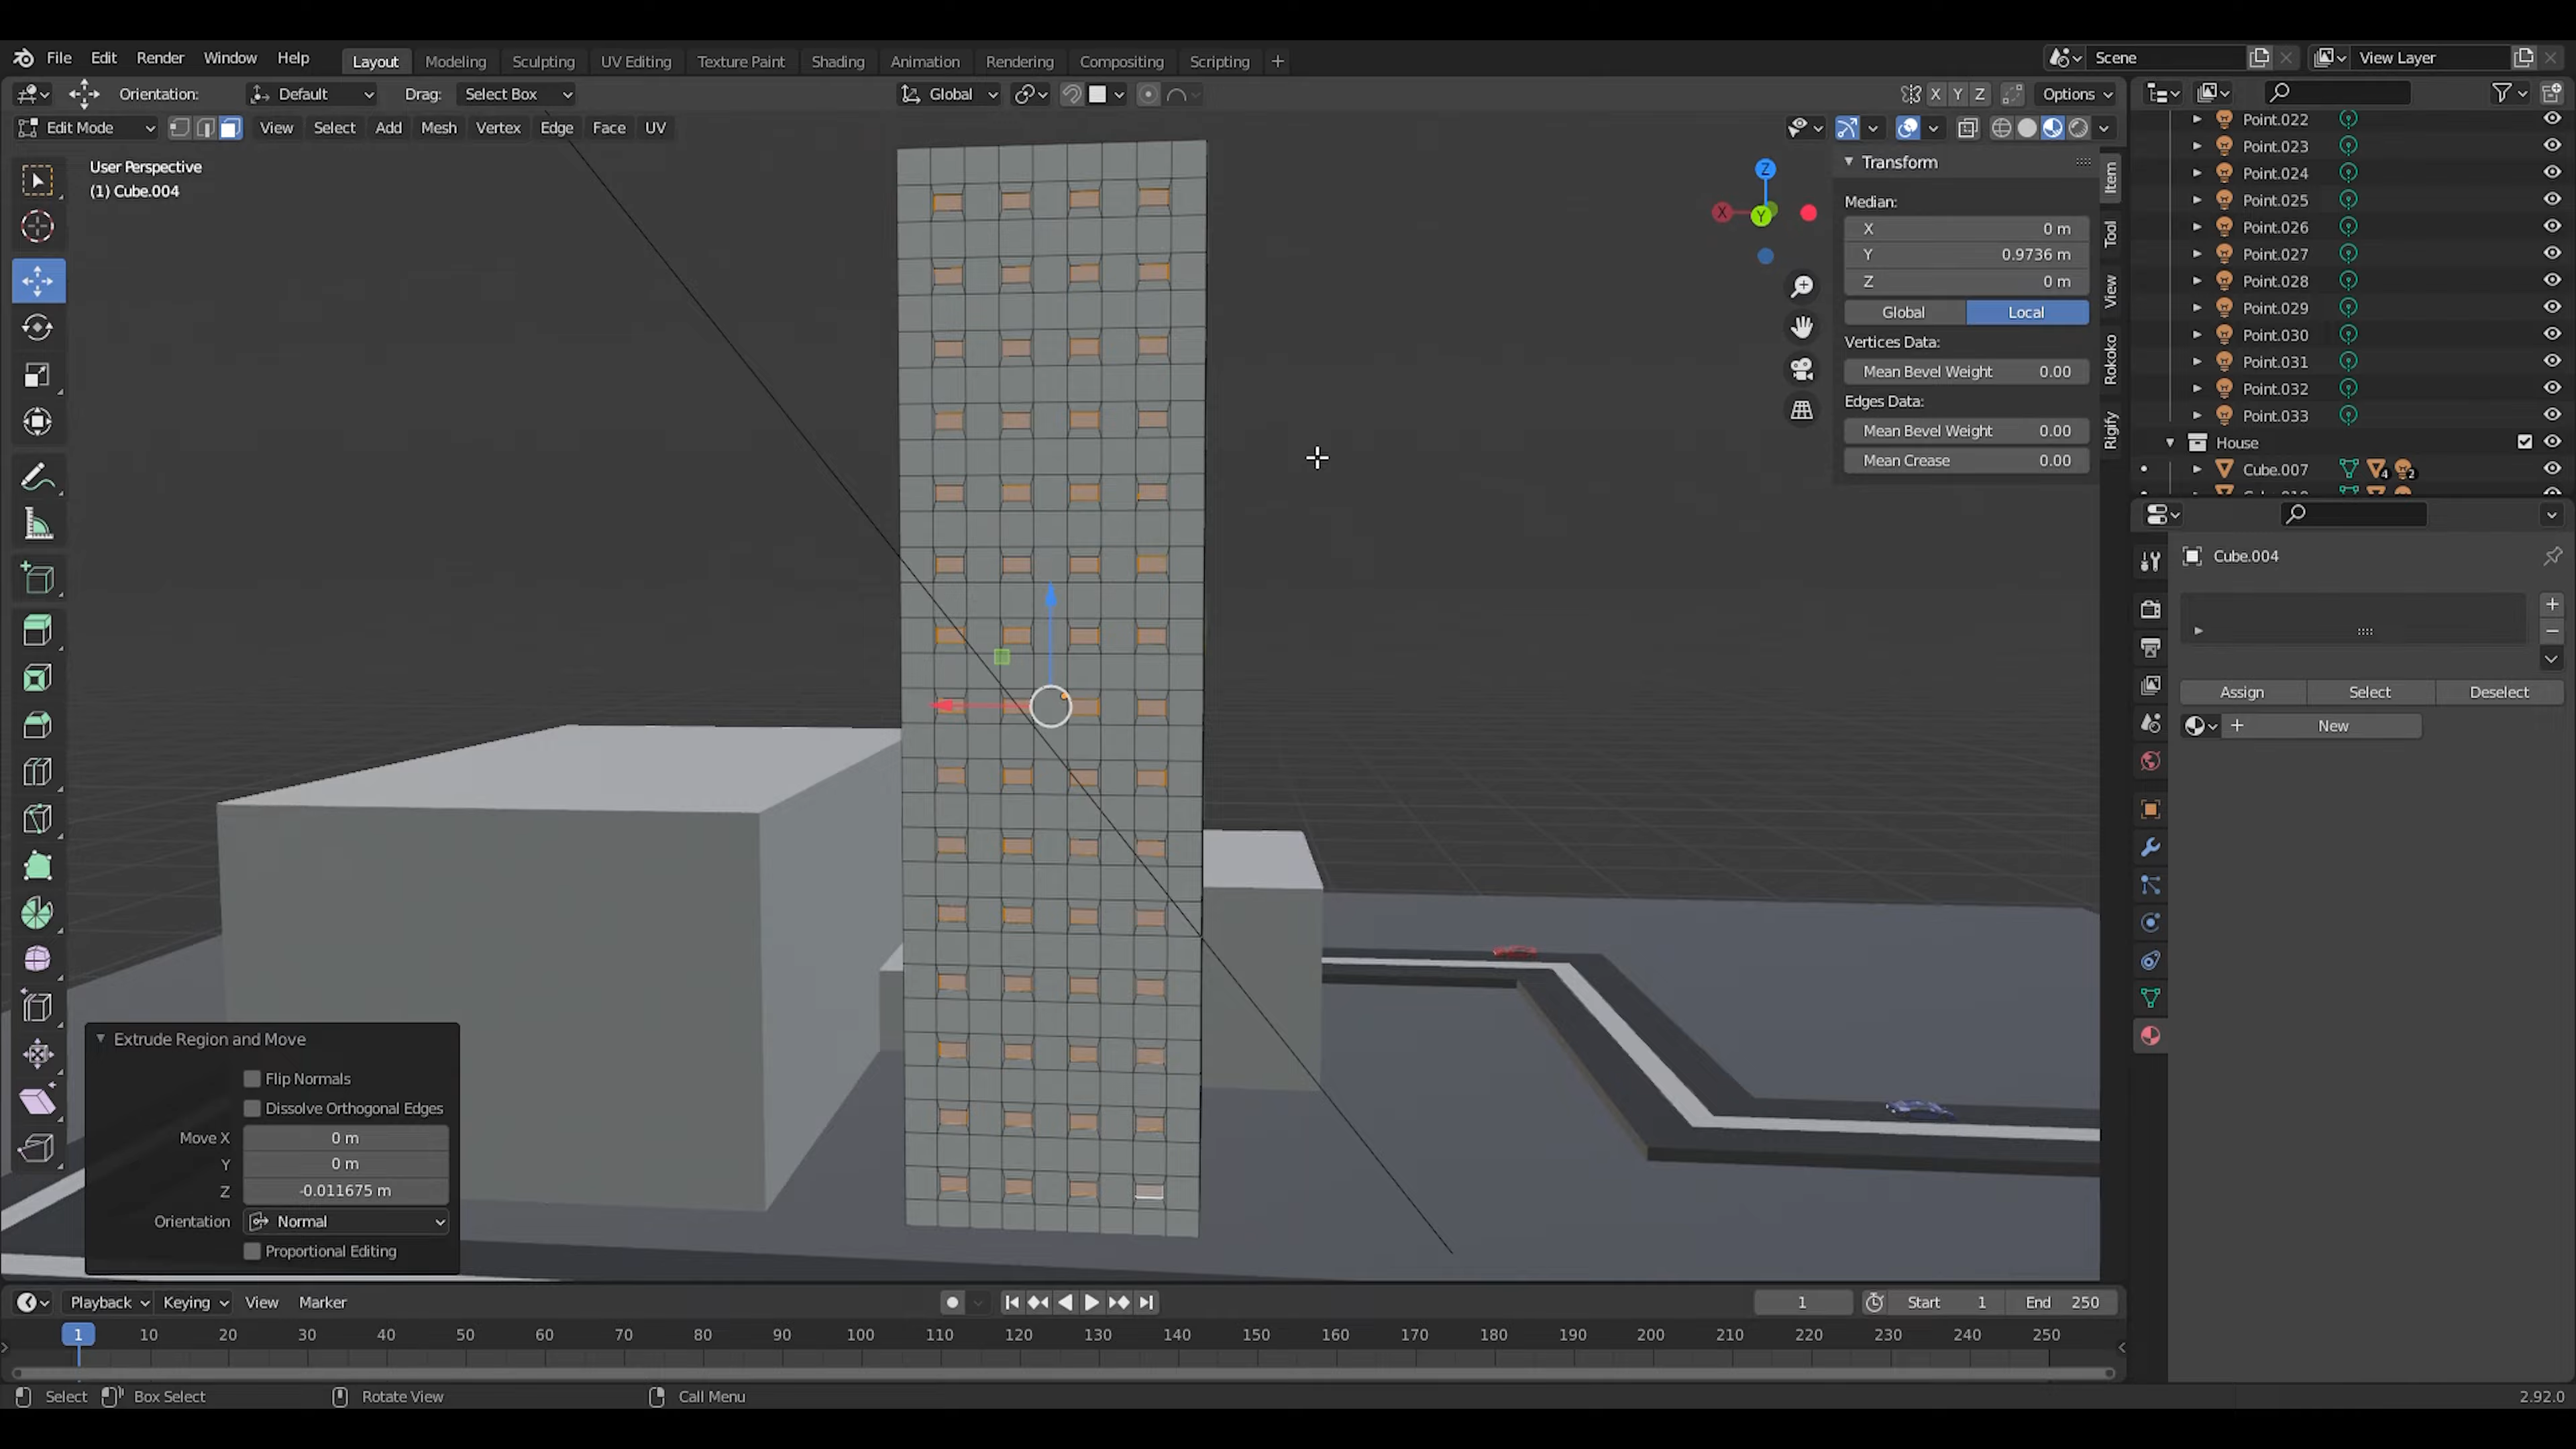 File Edit Render Window Help Layout Modeling Sculpting UV Editing Texture Paint Shading Animation Rendering Compositing Scripting + Scene View Layer
Orientation: Default Drag: Select Box Global X Y Z Options
Edit Mode View Select Add Mesh Vertex Edge Face UV
User Perspective
(1) Cube.004
Z
X
Y
Transform
Median:
X 0 m
Y 0.9736 m
Z 0 m
Global Local
Vertices Data:
Mean Bevel Weight 0.00
Edges Data:
Mean Bevel Weight 0.00
Mean Crease 0.00
Item
Tool
View
Rokoko
Rigify
Point.022
Point.023
Point.024
Point.025
Point.026
Point.027
Point.028
Point.029
Point.030
Point.031
Point.032
Point.033
House
Cube.007 4 2
Cube.004
Assign Select Deselect
+ New
Extrude Region and Move
Flip Normals
Dissolve Orthogonal Edges
Move X 0 m
Y 0 m
Z -0.011675 m
Orientation Normal
Proportional Editing
Playback Keying View Marker 1 Start 1 End 250
1 10 20 30 40 50 60 70 80 90 100 110 120 130 140 150 160 170 180 190 200 210 220 230 240 250
Select Box Select Rotate View Call Menu 2.92.0